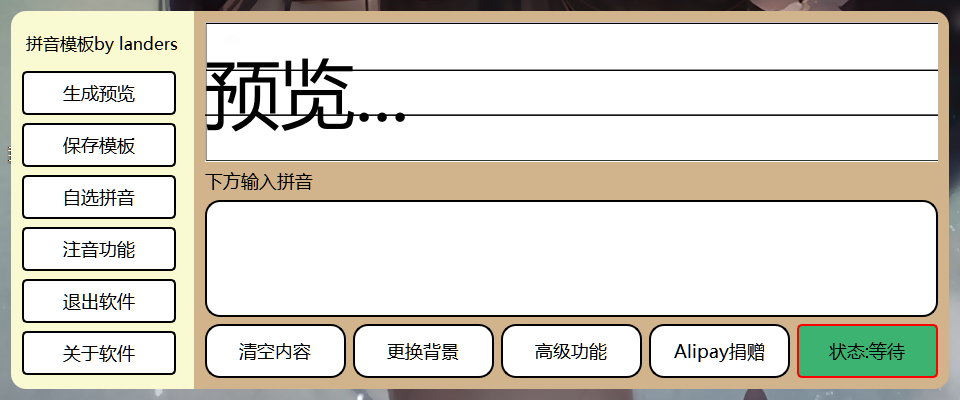 拼音模板by landers
生成预览
保存模板
自选拼音
注音功能
退出软件
关于软件
预览...
下方输入拼音
清空内容
更换背景
高级功能
Alipay捐赠
状态:等待